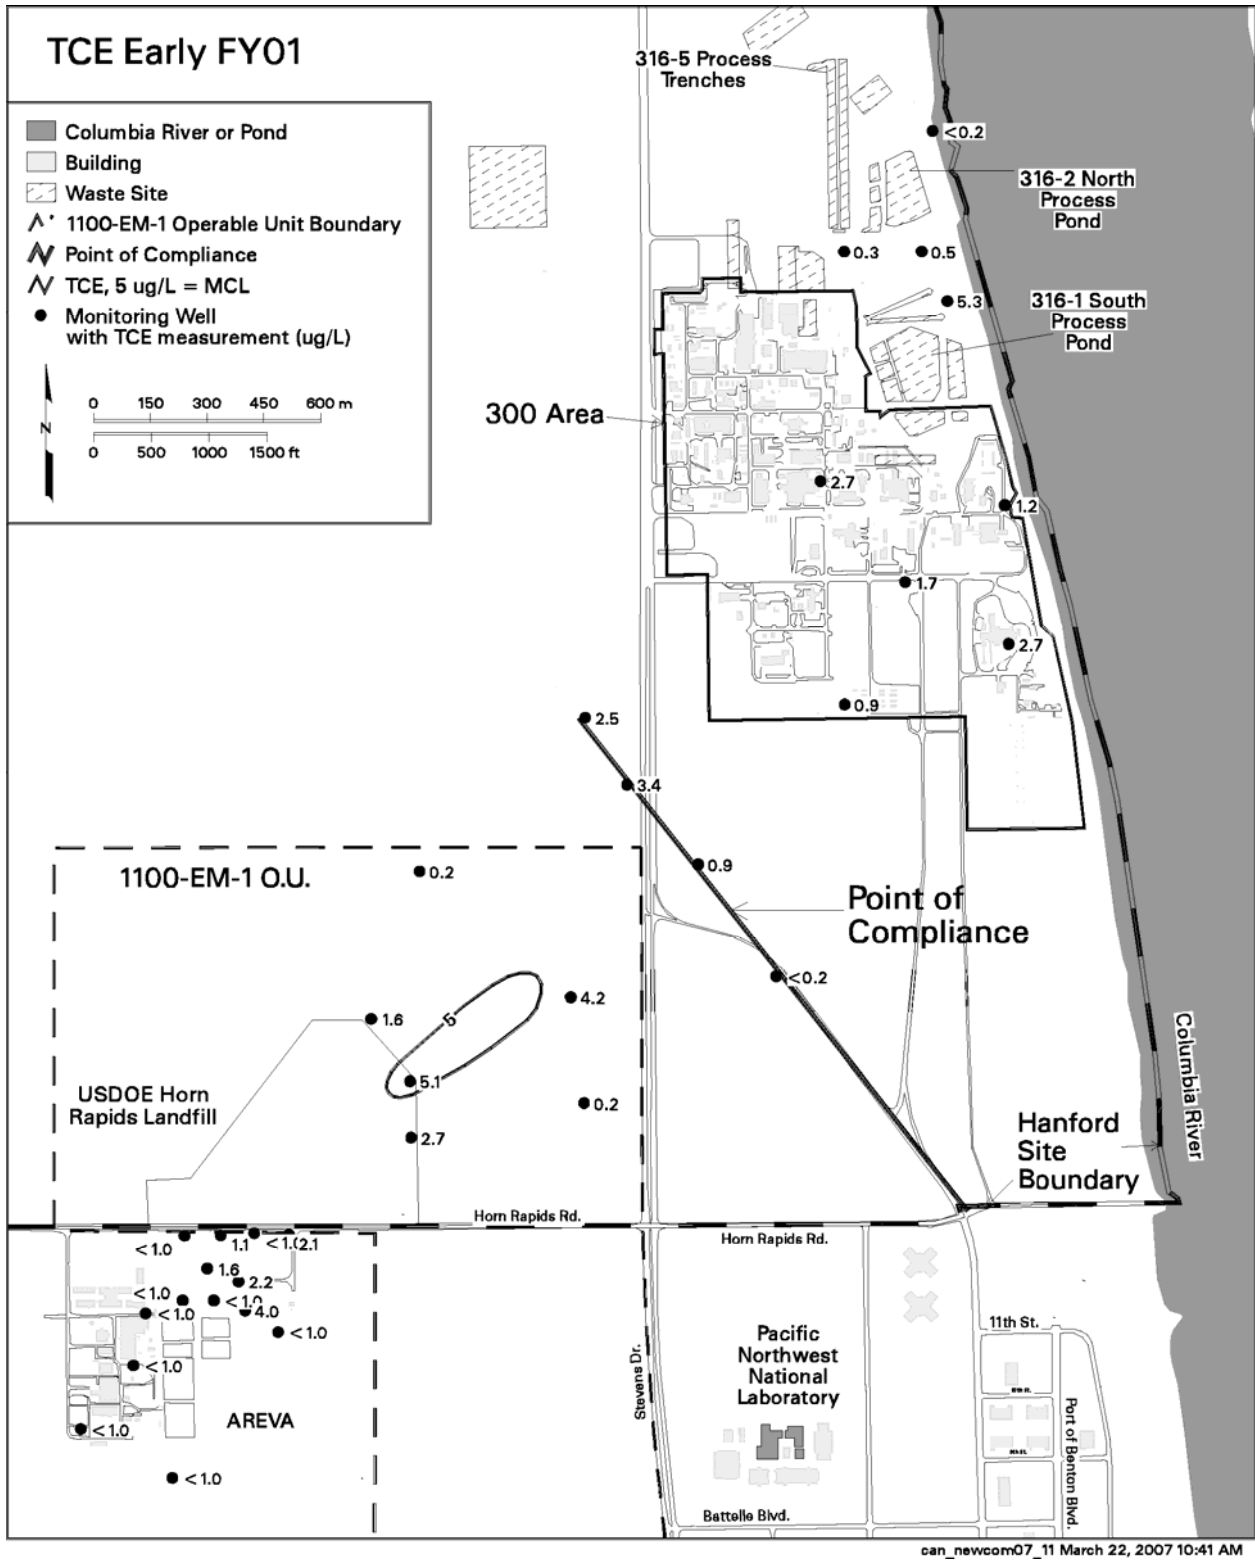 TCE Early FY01
Columbia River or Pond
Building
Waste Site
1100-EM-1 Operable Unit Boundary
Point of Compliance
TCE, 5 ug/L = MCL
Monitoring Well
with TCE measurement (ug/L)
N
0 150 300 450 600 m
0 500 1000 1500 ft
316-5 Process
Trenches
<0.2
316-2 North
Process
Pond
0.3
0.5
5.3
316-1 South
Process
Pond
300 Area
2.7
1.2
1.7
2.7
0.9
2.5
3.4
0.9
Point of
Compliance
<0.2
1100-EM-1 O.U.
0.2
4.2
1.6
5
5.1
0.2
2.7
USDOE Horn
Rapids Landfill
Columbia River
Hanford
Site
Boundary
Horn Rapids Rd.
Horn Rapids Rd.
<1.0
1.1
2.1
1.6
2.2
<1.0
<1.0
<1.0
4.0
<1.0
<1.0
<1.0
<1.0
AREVA
Stevens Dr.
Pacific
Northwest
National
Laboratory
11th St.
Port of Benton Blvd.
Battelle Blvd.
can_newcom07_11 March 22, 2007 10:41 AM